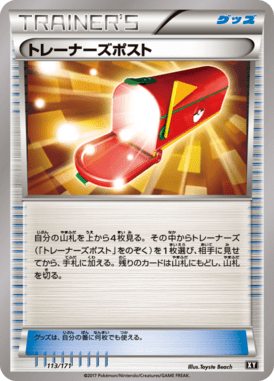 TRAINER'S
グッズ
トレーナーズポスト
自分の山札を上から4枚見る。その中からトレーナーズ
(「トレーナーズポスト」をのぞく)を1枚選び、相手に見せ
てから、手札に加える。残りのカードは山札にもどし、山札
を切る。
グッズは、自分の番に何枚でも使える。
113/171
Illus.Toyste Beach
XY
©2017 Pokémon/Nintendo/Creatures/GAME FREAK.